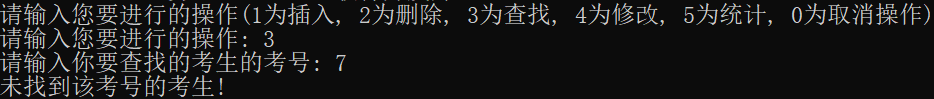 请输入您要进行的操作(1为插入, 2为删除, 3为查找, 4为修改, 5为统计, 0为取消操作)
请输入您要进行的操作: 3
请输入你要查找的考生的考号: 7
未找到该考号的考生!